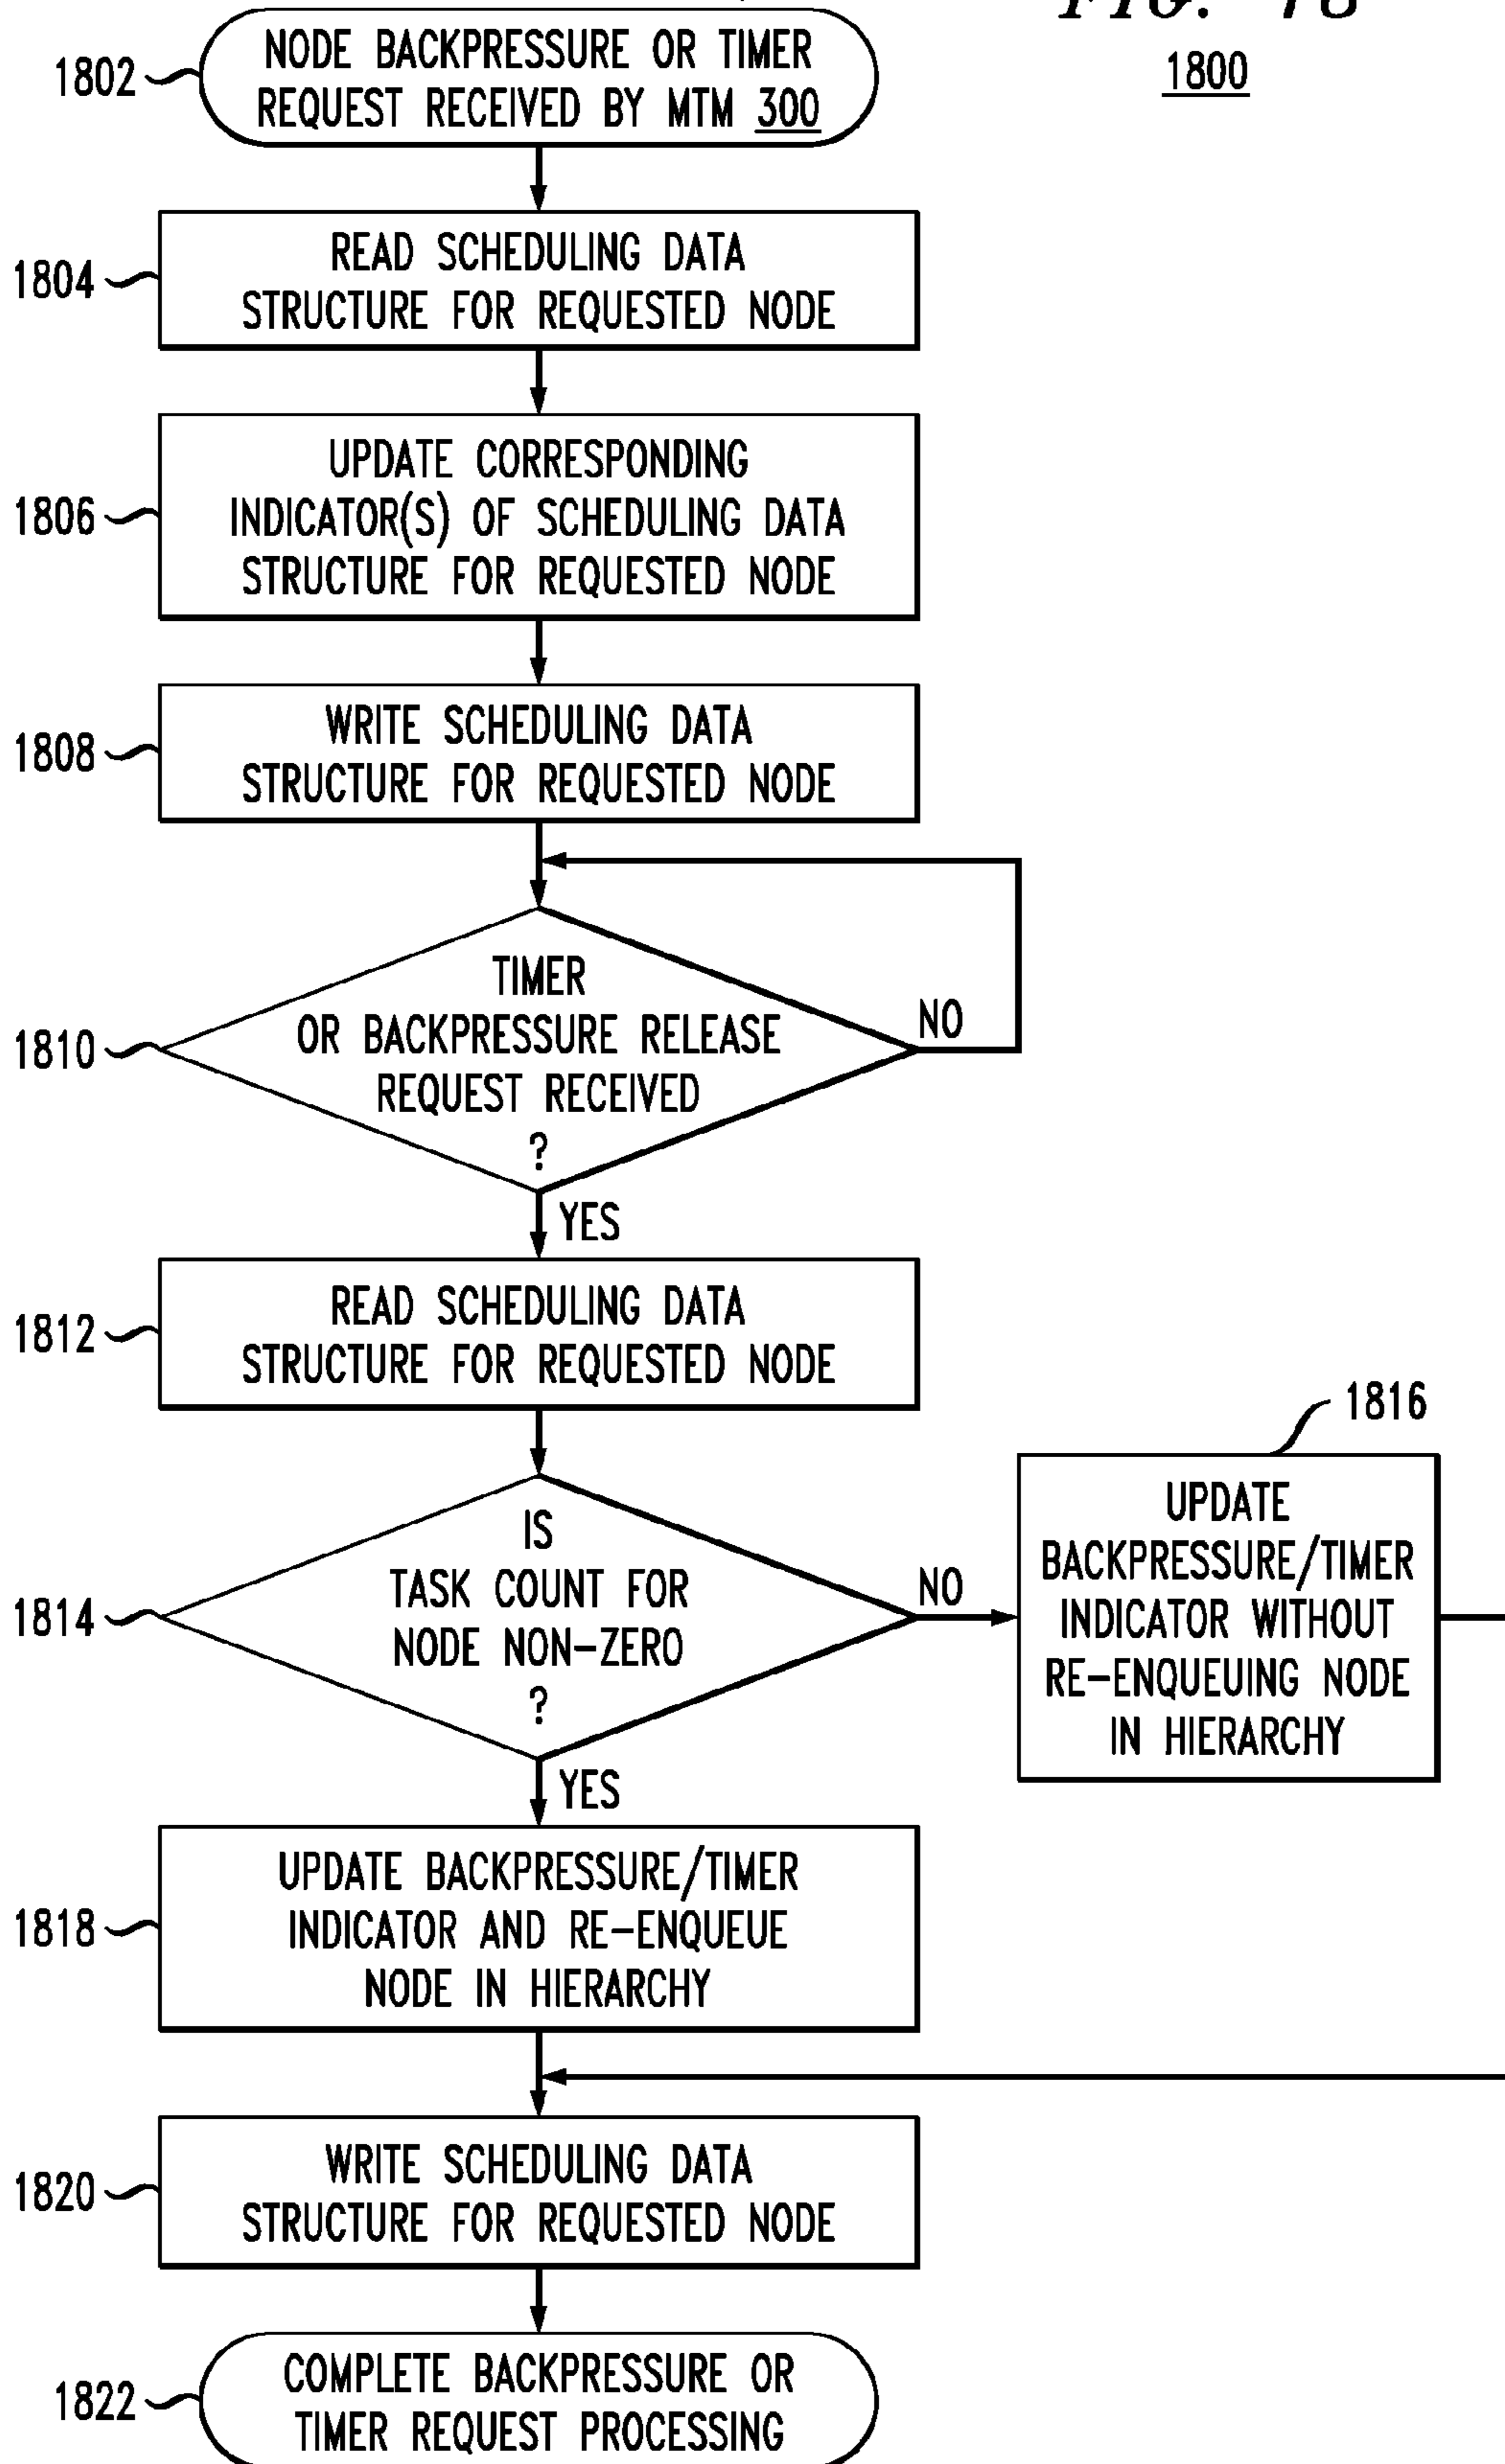 FIG. 18
1800
1802
NODE BACKPRESSURE OR TIMER
REQUEST RECEIVED BY MTM 300
1804
READ SCHEDULING DATA
STRUCTURE FOR REQUESTED NODE
1806
UPDATE CORRESPONDING
INDICATOR(S) OF SCHEDULING DATA
STRUCTURE FOR REQUESTED NODE
1808
WRITE SCHEDULING DATA
STRUCTURE FOR REQUESTED NODE
1810
TIMER
OR BACKPRESSURE RELEASE
REQUEST RECEIVED
?
NO
YES
1812
READ SCHEDULING DATA
STRUCTURE FOR REQUESTED NODE
1814
IS
TASK COUNT FOR
NODE NON-ZERO
?
NO
1816
UPDATE
BACKPRESSURE/TIMER
INDICATOR WITHOUT
RE-ENQUEUING NODE
IN HIERARCHY
YES
1818
UPDATE BACKPRESSURE/TIMER
INDICATOR AND RE-ENQUEUE
NODE IN HIERARCHY
1820
WRITE SCHEDULING DATA
STRUCTURE FOR REQUESTED NODE
1822
COMPLETE BACKPRESSURE OR
TIMER REQUEST PROCESSING